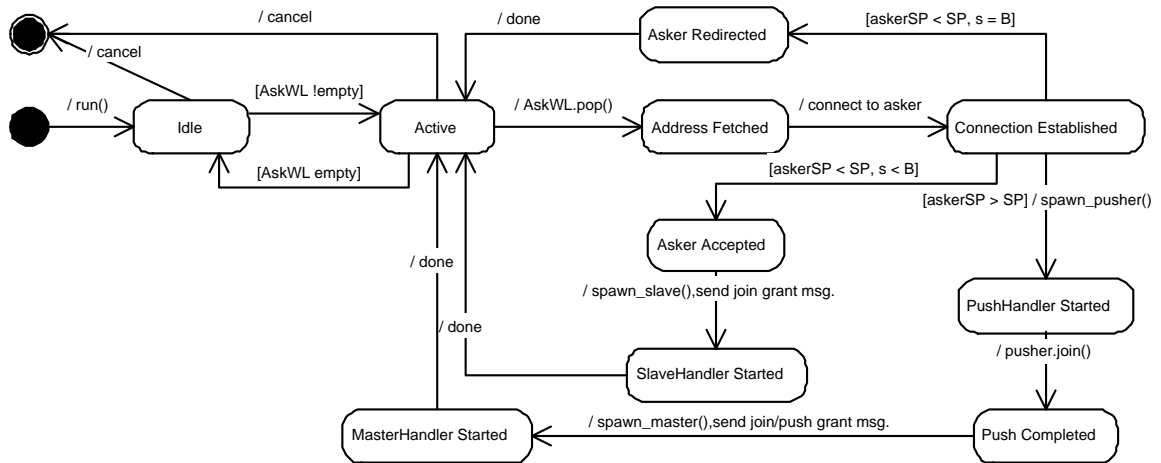 / cancel
/ done
[askerSP < SP, s = B]
Asker Redirected
/ cancel
/ run()
[AskWL !empty]
/ AskWL.pop()
/ connect to asker
Idle
Active
Address Fetched
Connection Established
[AskWL empty]
[askerSP < SP, s < B]
[askerSP > SP] / spawn_pusher()
Asker Accepted
/ done
/ spawn_slave(),send join grant msg.
PushHandler Started
/ done
/ pusher.join()
SlaveHandler Started
/ spawn_master(),send join/push grant msg.
MasterHandler Started
Push Completed